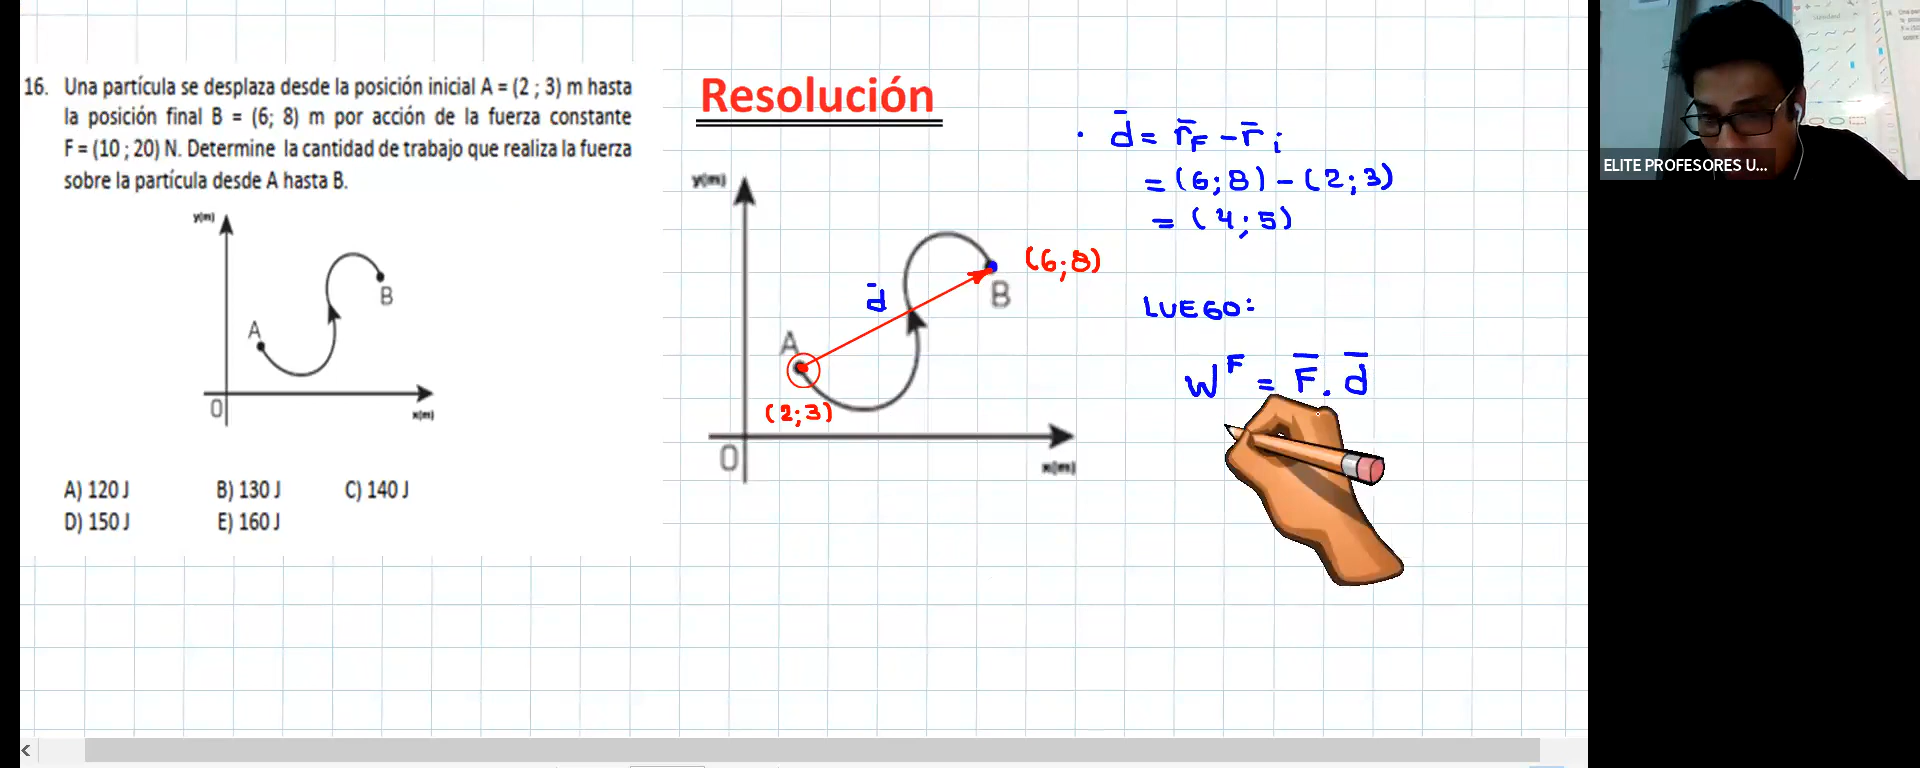 16. Una partícula se desplaza desde la posición inicial A = (2 ; 3) m hasta
la posición final B = (6; 8) m por acción de la fuerza constante
F = (10 ; 20) N. Determine la cantidad de trabajo que realiza la fuerza
sobre la partícula desde A hasta B.
y(m)
A
B
0
x(m)
A) 120 J B) 130 J C) 140 J
D) 150 J E) 160 J
Resolución
y(m)
(6;8)
d̄
B
A
(2;3)
0
x(m)
· d̄ = r̄F - r̄i
= (6;8) - (2;3)
= (4;5)
LUEGO:
W^F = F̄ . d̄
ELITE PROFESORES U...